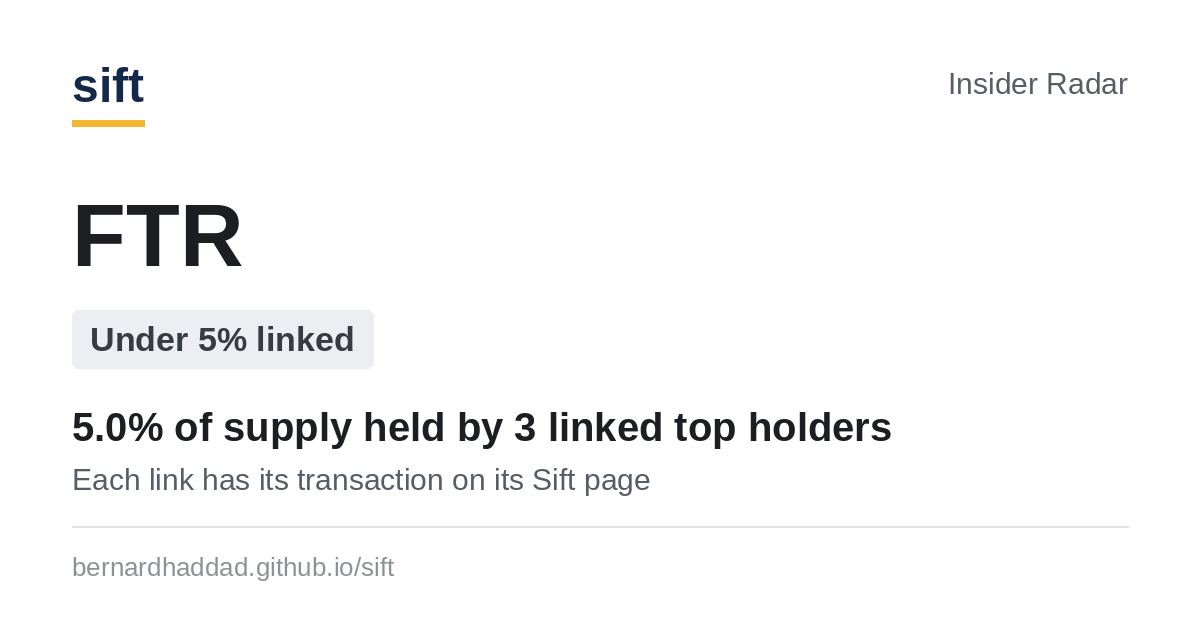 sift
Insider Radar
FTR
Under 5% linked
5.0% of supply held by 3 linked top holders
Each link has its transaction on its Sift page
bernardhaddad.github.io/sift